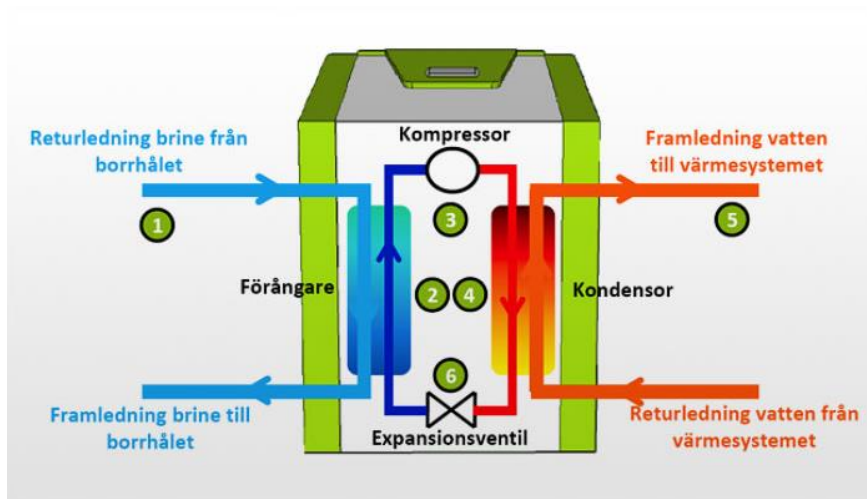 Kompressor
Returledning brine från
borrhålet
Framledning vatten
till värmesystemet
1
3
5
Förångare
2
4
Kondensor
6
Framledning brine till
borrhålet
Expansionsventil
Returledning vatten från
värmesystemet